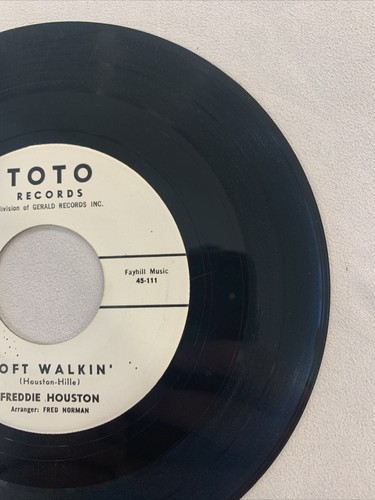 TOTO
RECORDS
ivision of GERALD RECORDS INC.
Fayhill Music
45-111
OFT WALKIN'
(Houston-Hille)
FREDDIE HOUSTON
Arranger: FRED NORMAN